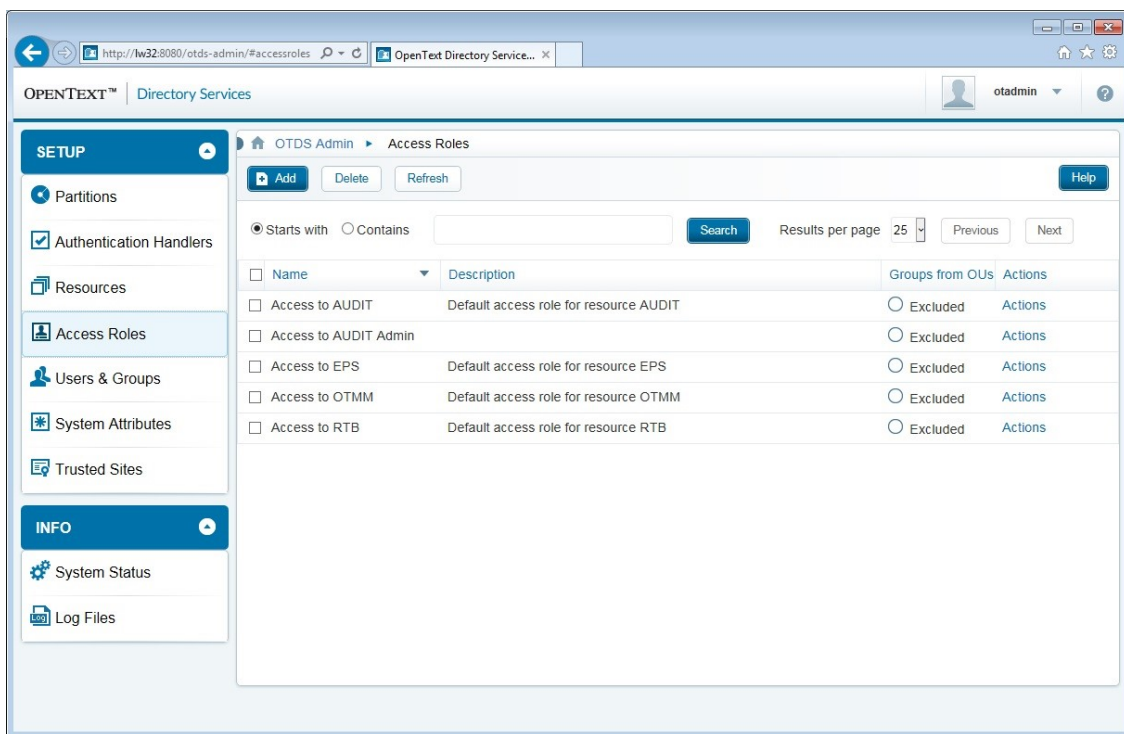 http://lw32:8080/otds-admin/#accessroles
OpenText Directory Service...
OPENTEXT™ Directory Services
otadmin
SETUP
Partitions
Authentication Handlers
Resources
Access Roles
Users & Groups
System Attributes
Trusted Sites
INFO
System Status
Log
Log Files
OTDS Admin Access Roles
Add Delete Refresh Help
Starts with Contains Search Results per page 25 Previous Next
Name Description Groups from OUs Actions
Access to AUDIT Default access role for resource AUDIT Excluded Actions
Access to AUDIT Admin Excluded Actions
Access to EPS Default access role for resource EPS Excluded Actions
Access to OTMM Default access role for resource OTMM Excluded Actions
Access to RTB Default access role for resource RTB Excluded Actions